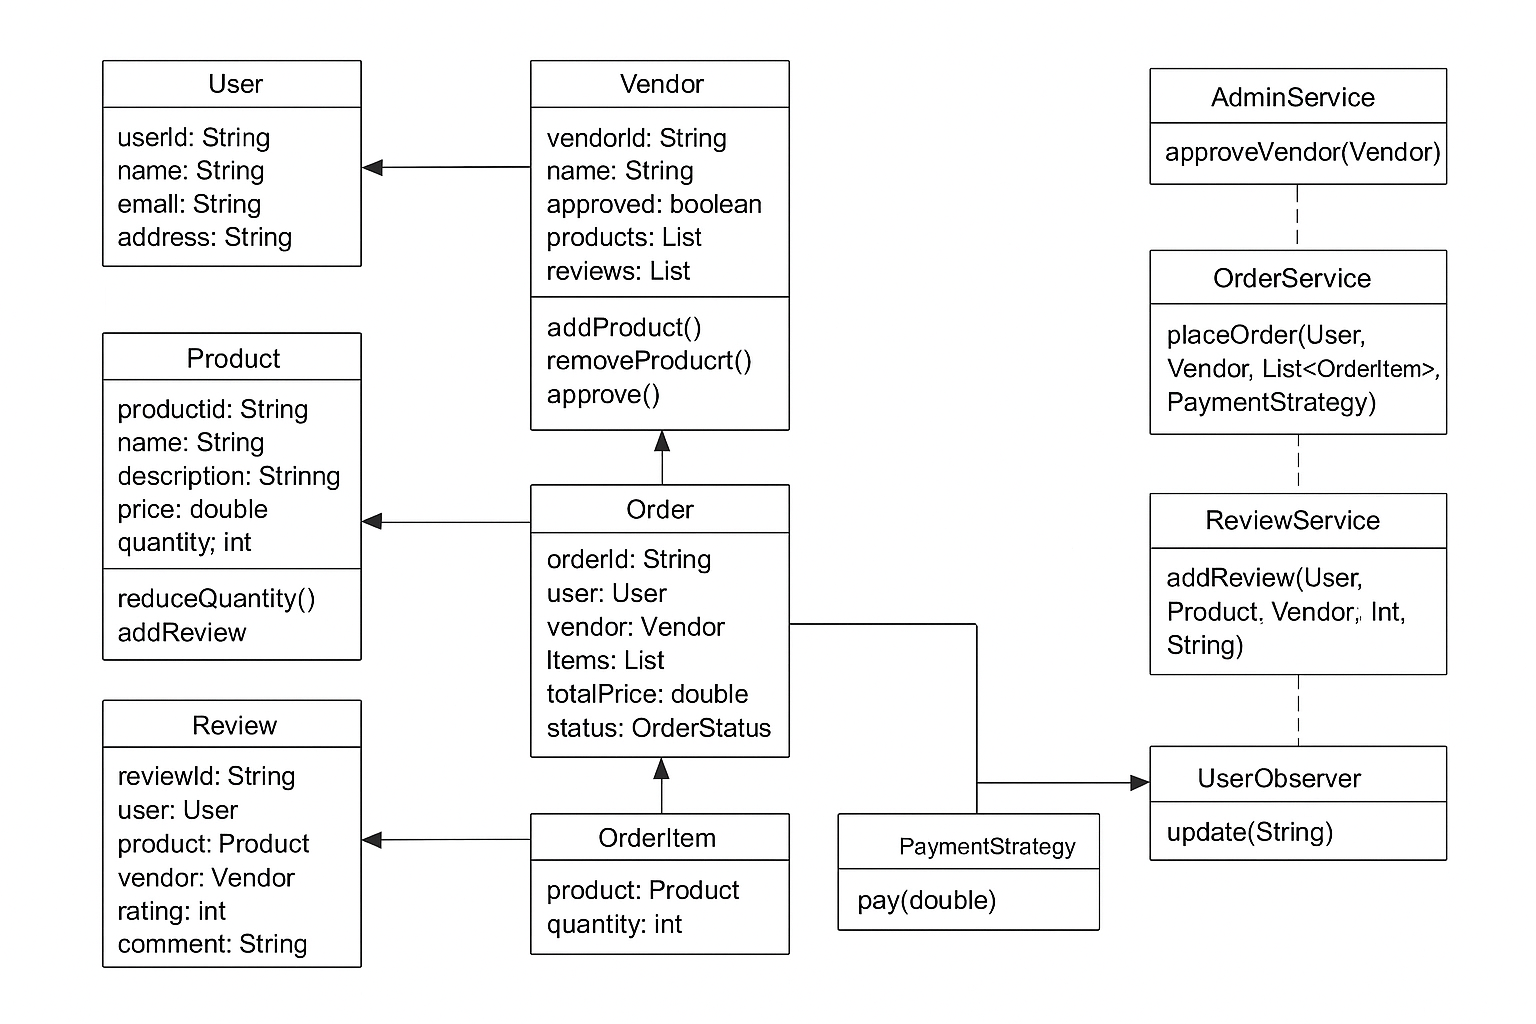 User
userId: String
name: String
emall: String
address: String
Vendor
vendorId: String
name: String
approved: boolean
products: List
reviews: List
addProduct()
removeProducrt()
approve()
AdminService
approveVendor(Vendor)
OrderService
placeOrder(User,
Vendor, List<OrderItem>,
PaymentStrategy)
Product
productid: String
name: String
description: Strinng
price: double
quantity; int
reduceQuantity()
addReview
Order
orderId: String
user: User
vendor: Vendor
Items: List
totalPrice: double
status: OrderStatus
ReviewService
addReview(User,
Product, Vendor, Int,
String)
Review
reviewId: String
user: User
product: Product
vendor: Vendor
rating: int
comment: String
OrderItem
product: Product
quantity: int
PaymentStrategy
pay(double)
UserObserver
update(String)